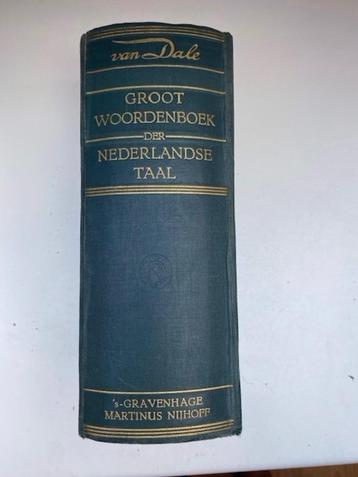 van Dale
GROOT
WOORDENBOEK
DER
NEDERLANDSE
TAAL
's-GRAVENHAGE
MARTINUS NIJHOFF